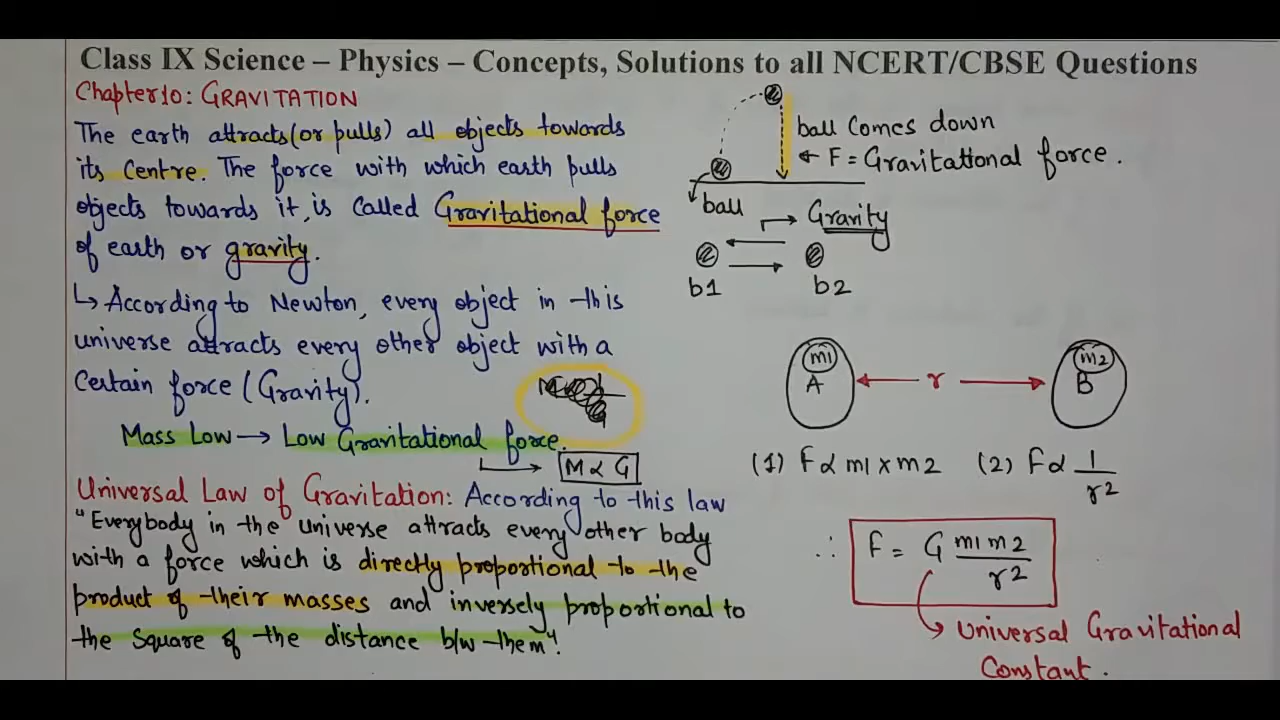 Class IX Science – Physics – Concepts, Solutions to all NCERT/CBSE Questions
Chapter 10: GRAVITATION
The earth attracts (or pulls) all objects towards
its centre. The force with which earth pulls
objects towards it, is called Gravitational force
of earth or gravity.
↳ According to Newton, every object in this
universe attracts every other object with a
certain force (Gravity).
Mass Low → Low Gravitational force.
M ∝ G
Universal Law of Gravitation: According to this law
"Everybody in the universe attracts every other body
with a force which is directly proportional to the
product of their masses and inversely proportional to
the square of the distance b/w them".
ball comes down
← F = Gravitational force.
ball
→ Gravity
b1 b2
m1 m2
A ← r → B
(1) F ∝ m1 × m2 (2) F ∝ 1/r2
∴ F = G m1 m2/r2
→ Universal Gravitational
Constant.